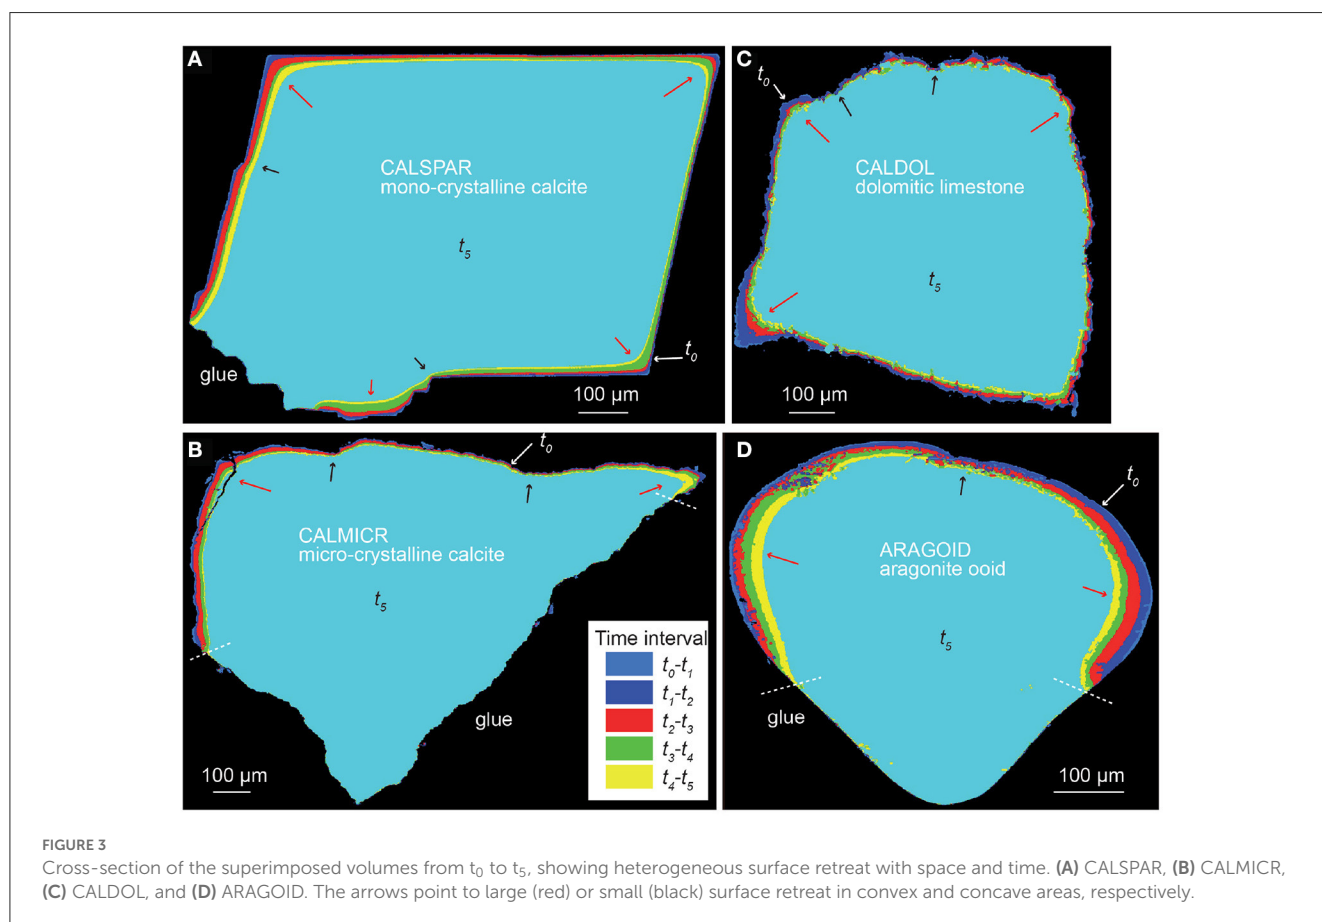 A
t0
CALSPAR
mono-crystalline calcite
t5
glue
t0
100 µm
C
t0
CALDOL
dolomitic limestone
t5
100 µm
B
t0
CALMICR
micro-crystalline calcite
t5
glue
100 µm
Time interval
t0-t1
t1-t2
t2-t3
t3-t4
t4-t5
D
t0
ARAGOID
aragonite ooid
t5
glue
100 µm
FIGURE 3
Cross-section of the superimposed volumes from t0 to t5, showing heterogeneous surface retreat with space and time. (A) CALSPAR, (B) CALMICR,
(C) CALDOL, and (D) ARAGOID. The arrows point to large (red) or small (black) surface retreat in convex and concave areas, respectively.